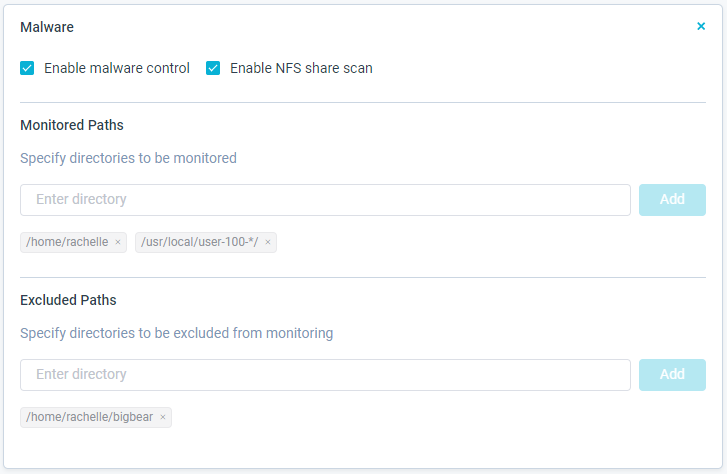 Malware ×
Enable malware control Enable NFS share scan
Monitored Paths
Specify directories to be monitored
Enter directory Add
/home/rachelle × /usr/local/user-100-*/ ×
Excluded Paths
Specify directories to be excluded from monitoring
Enter directory Add
/home/rachelle/bigbear ×